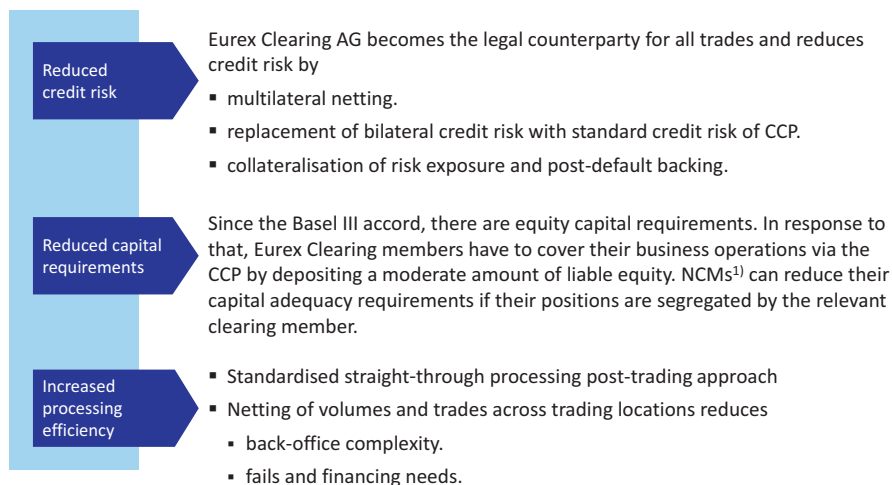 Reduced
credit risk
Eurex Clearing AG becomes the legal counterparty for all trades and reduces
credit risk by
▪ multilateral netting.
▪ replacement of bilateral credit risk with standard credit risk of CCP.
▪ collateralisation of risk exposure and post-default backing.
Reduced capital
requirements
Since the Basel III accord, there are equity capital requirements. In response to
that, Eurex Clearing members have to cover their business operations via the
CCP by depositing a moderate amount of liable equity. NCMs1) can reduce their
capital adequacy requirements if their positions are segregated by the relevant
clearing member.
Increased
processing
efficiency
▪ Standardised straight-through processing post-trading approach
▪ Netting of volumes and trades across trading locations reduces
▪ back-office complexity.
▪ fails and financing needs.